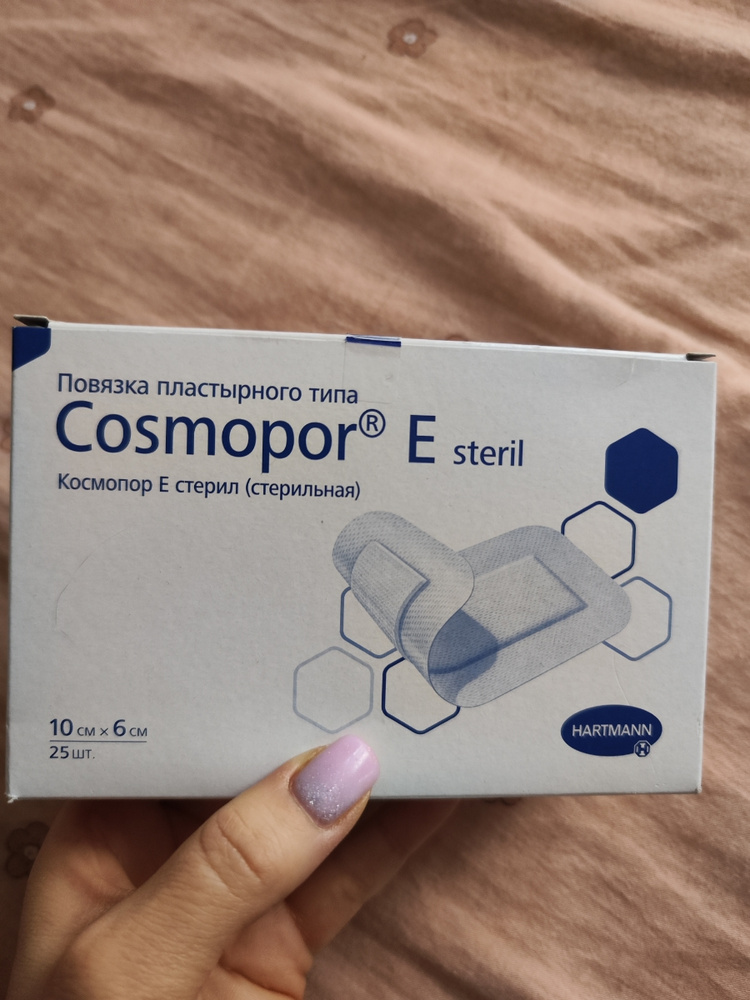 Повязка пластырного типа
Cosmopor® E steril
Космопор Е стерил (стерильная)
10 см × 6 см
25 шт.
HARTMANN